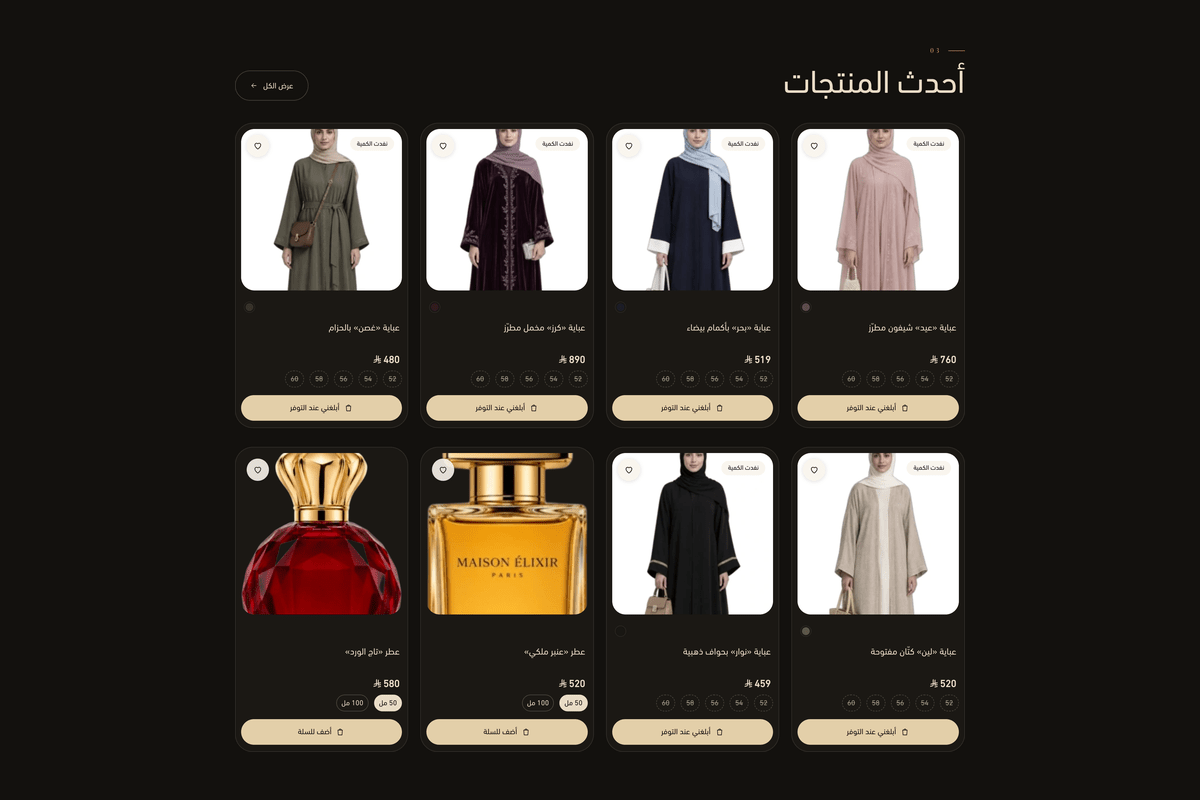 01
أحدث المنتجات
عرض الكل ←
نفدت الكمية
عباية «عيد» شيفون مطرّز
760
52 54 56 58 60
أبلغني عند التوفر
نفدت الكمية
عباية «بحر» بأكمام بيضاء
519
52 54 56 58 60
أبلغني عند التوفر
نفدت الكمية
عباية «كرز» مخمل مطرّز
890
52 54 56 58 60
أبلغني عند التوفر
عباية «غصن» بالحزام
نفدت الكمية
480
52 54 56 58 60
أبلغني عند التوفر
نفدت الكمية
عباية «لين» كتّان مفتوحة
520
52 54 56 58 60
أبلغني عند التوفر
نفدت الكمية
عباية «نوار» بحواف ذهبية
459
52 54 56 58 60
أبلغني عند التوفر
MAISON ÉLIXIR
PARIS
عطر «عنبر ملكي»
520
50 مل 100 مل
أضف للسلة
عطر «تاج الورد»
580
50 مل 100 مل
أضف للسلة